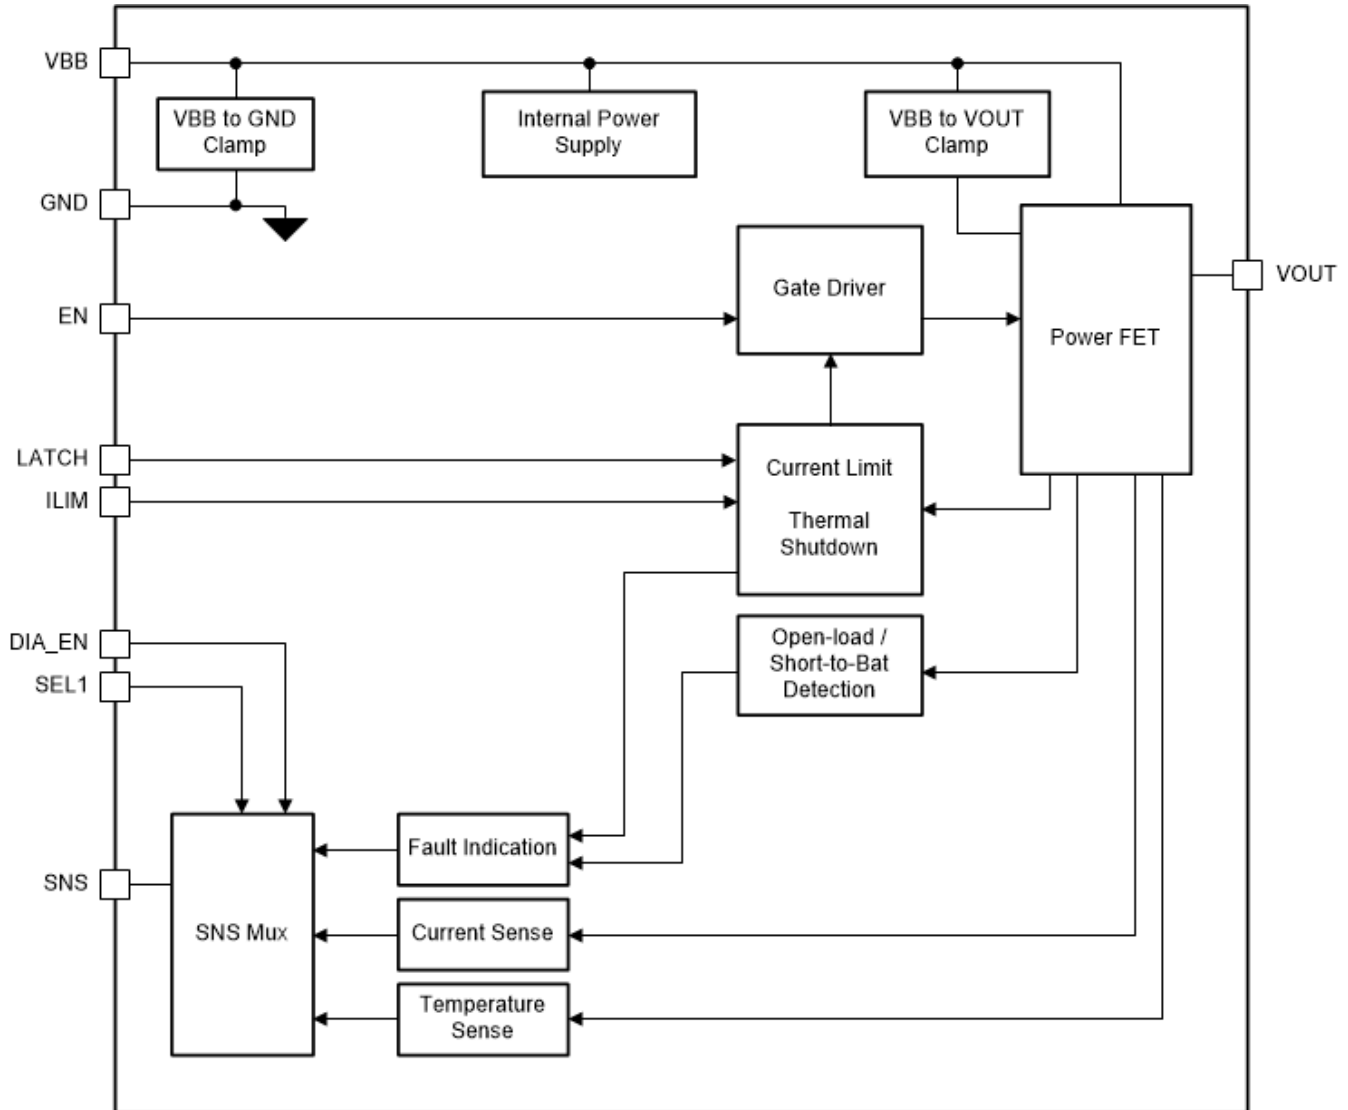 VBB
VBB to GND
Clamp
Internal Power
Supply
VBB to VOUT
Clamp
GND
Gate Driver
VOUT
EN
Power FET
LATCH
ILIM
Current Limit
Thermal
Shutdown
DIA_EN
SEL1
Open-load /
Short-to-Bat
Detection
Fault Indication
SNS
SNS Mux
Current Sense
Temperature
Sense